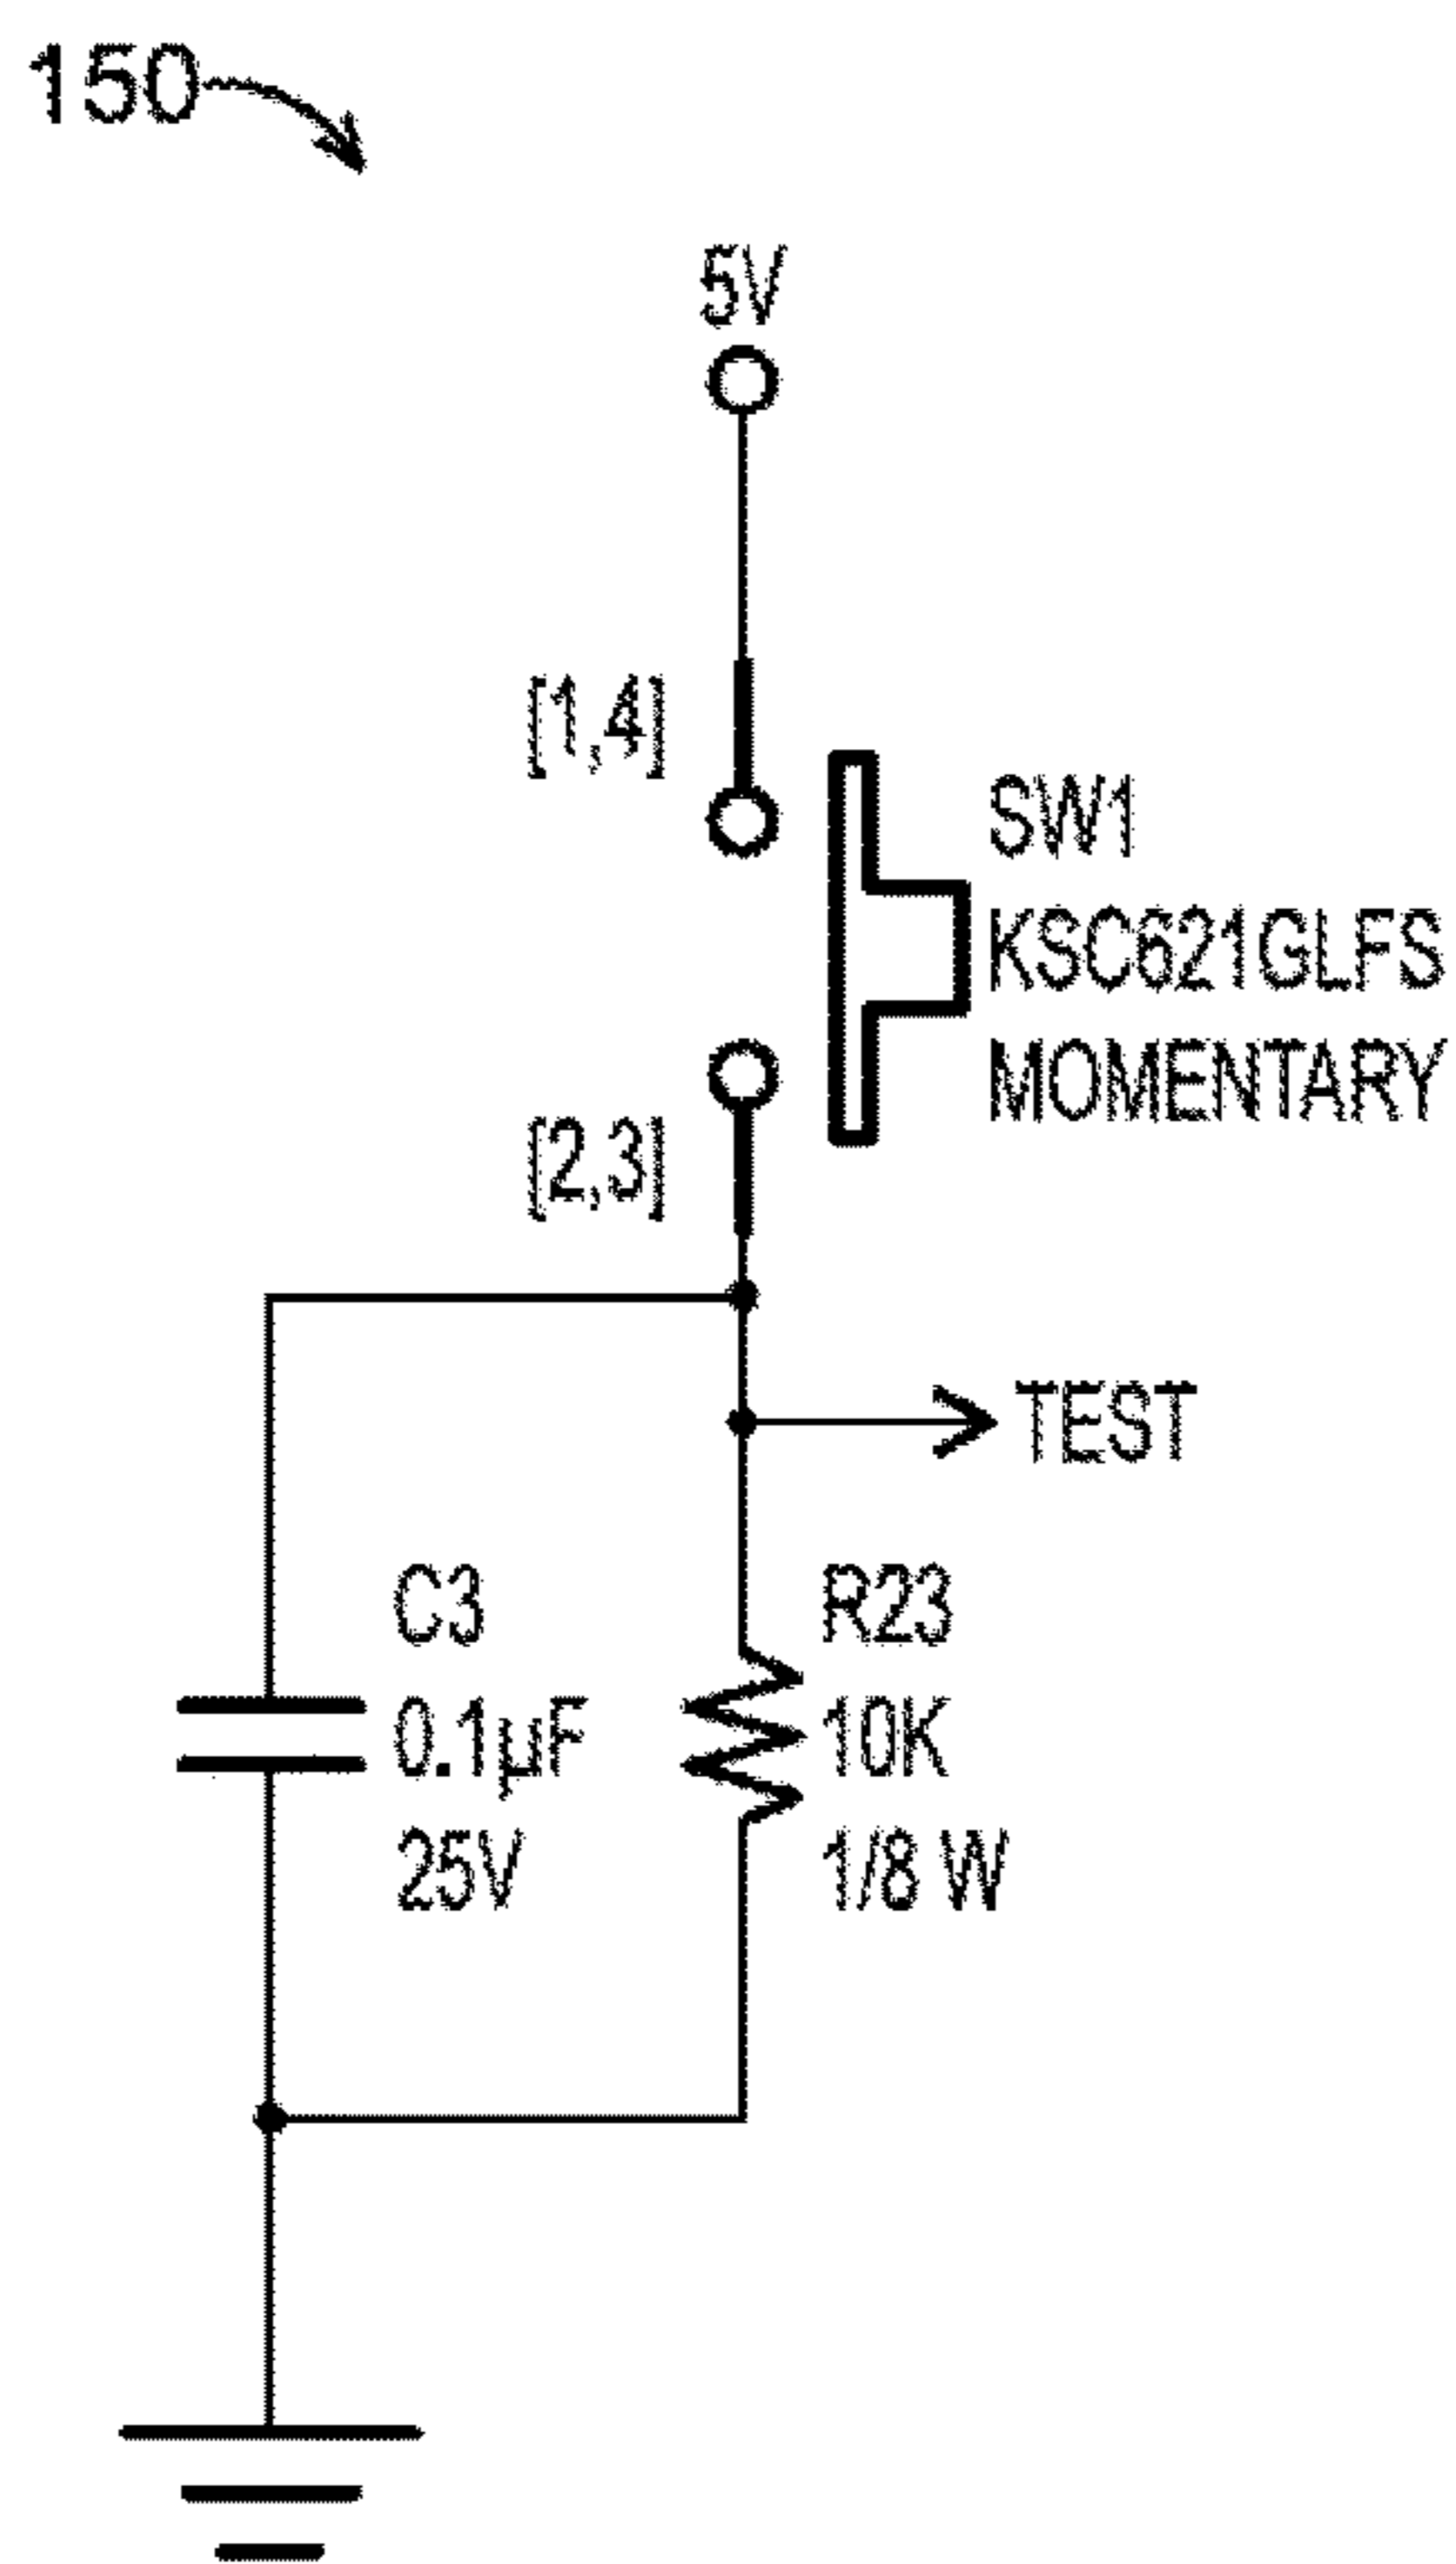 150
5V
[1,4]
SW1
KSC621GLFS
MOMENTARY
[2,3]
TEST
C3
0.1µF
25V
R23
10K
1/8 W